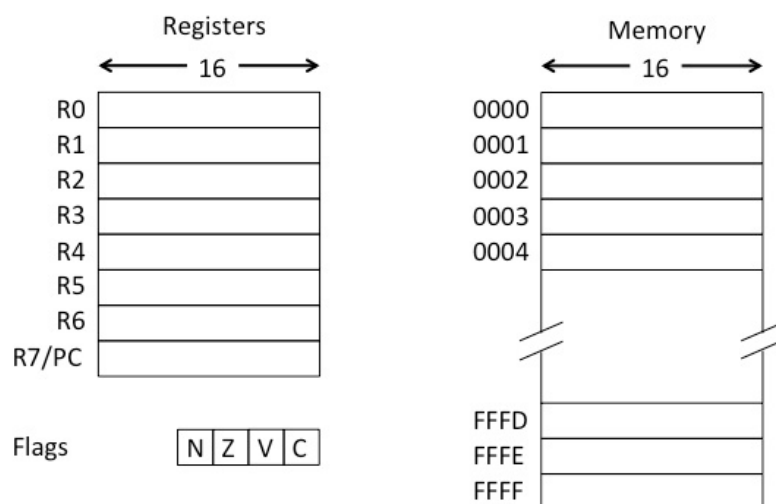 Registers
16
R0
R1
R2
R3
R4
R5
R6
R7/PC
Flags
N Z V C
Memory
16
0000
0001
0002
0003
0004
FFFD
FFFE
FFFF